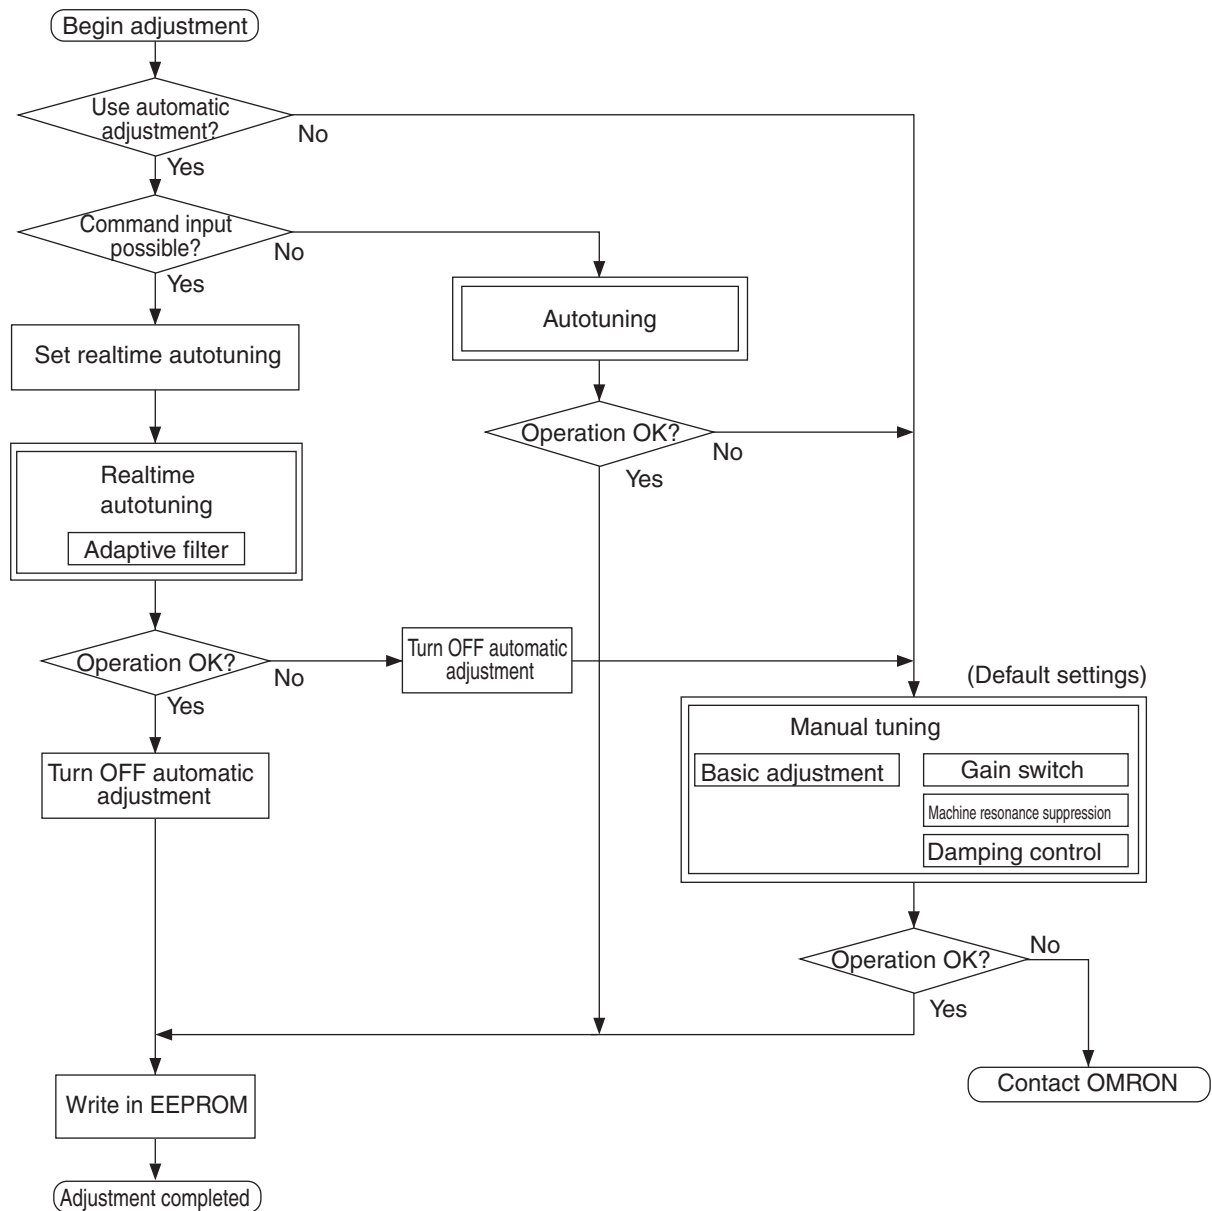 Begin adjustment
Use automatic
adjustment?
No
Yes
Command input
possible?
No
Yes
Autotuning
Set realtime autotuning
Operation OK?
No
Yes
Realtime
autotuning
Adaptive filter
Operation OK?
No
Yes
Turn OFF automatic
adjustment
(Default settings)
Manual tuning
Basic adjustment
Gain switch
Machine resonance suppression
Damping control
Turn OFF automatic
adjustment
Operation OK?
No
Yes
Contact OMRON
Write in EEPROM
Adjustment completed